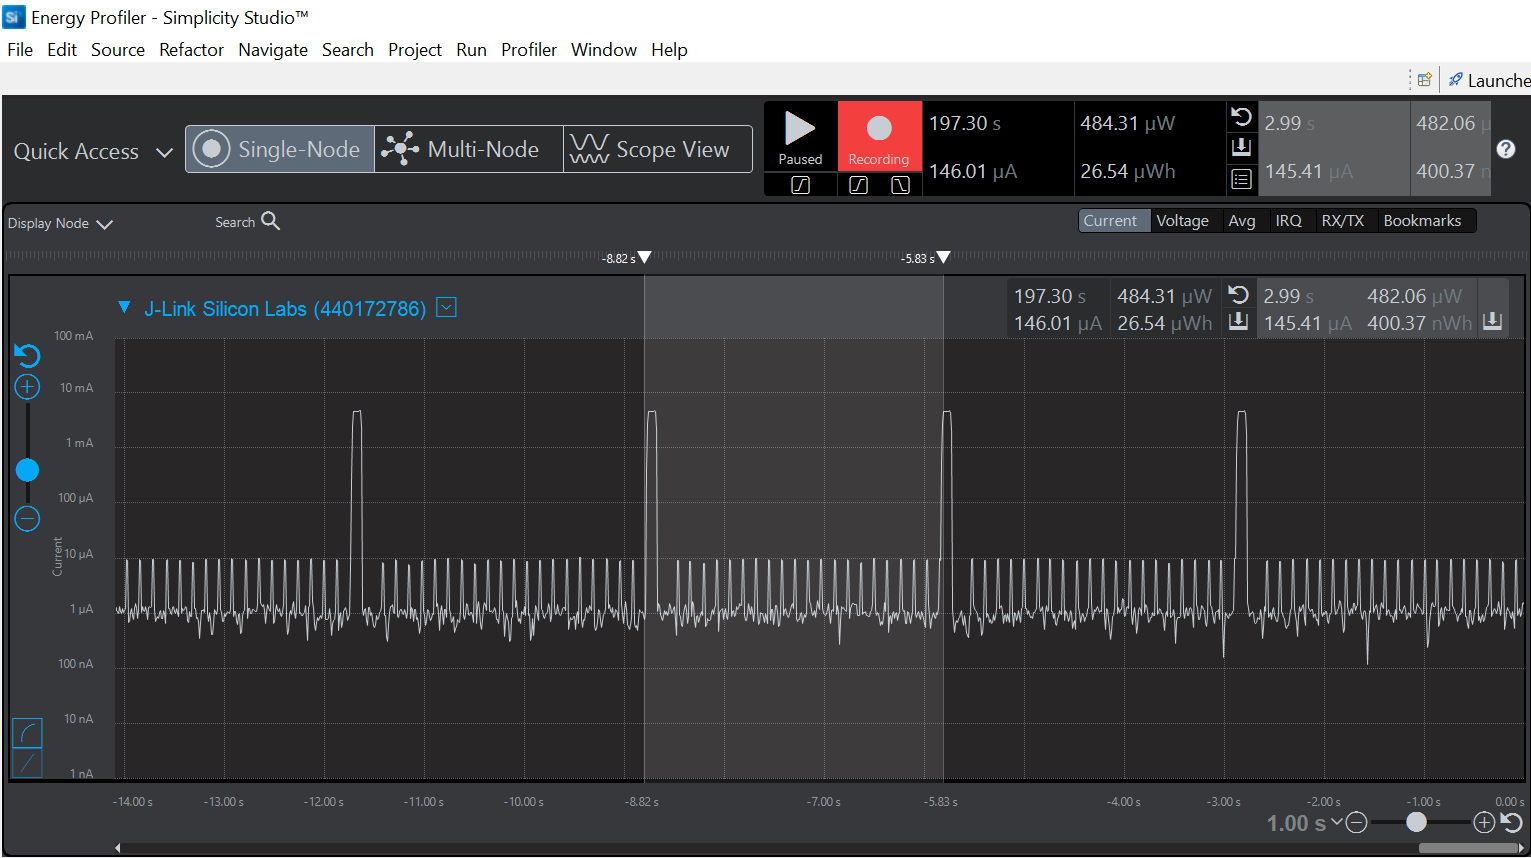 Si Energy Profiler - Simplicity Studio™
File Edit Source Refactor Navigate Search Project Run Profiler Window Help
Launche
Quick Access Single-Node Multi-Node Scope View
Paused Recording
197.30 s 484.31 µW 2.99 s 482.06 µ
146.01 µA 26.54 µWh 145.41 µA 400.37 n
?
Display Node Search Current Voltage Avg IRQ RX/TX Bookmarks
-8.82 s -5.83 s
J-Link Silicon Labs (440172786)
197.30 s 484.31 µW 2.99 s 482.06 µW
146.01 µA 26.54 µWh 145.41 µA 400.37 nWh
100 mA
10 mA
1 mA
100 µA
10 µA
1 µA
100 nA
10 nA
1 nA
Current
-14.00 s -13.00 s -12.00 s -11.00 s -10.00 s -8.82 s -7.00 s -5.83 s -4.00 s -3.00 s -2.00 s -1.00 s 0.00 s
1.00 s